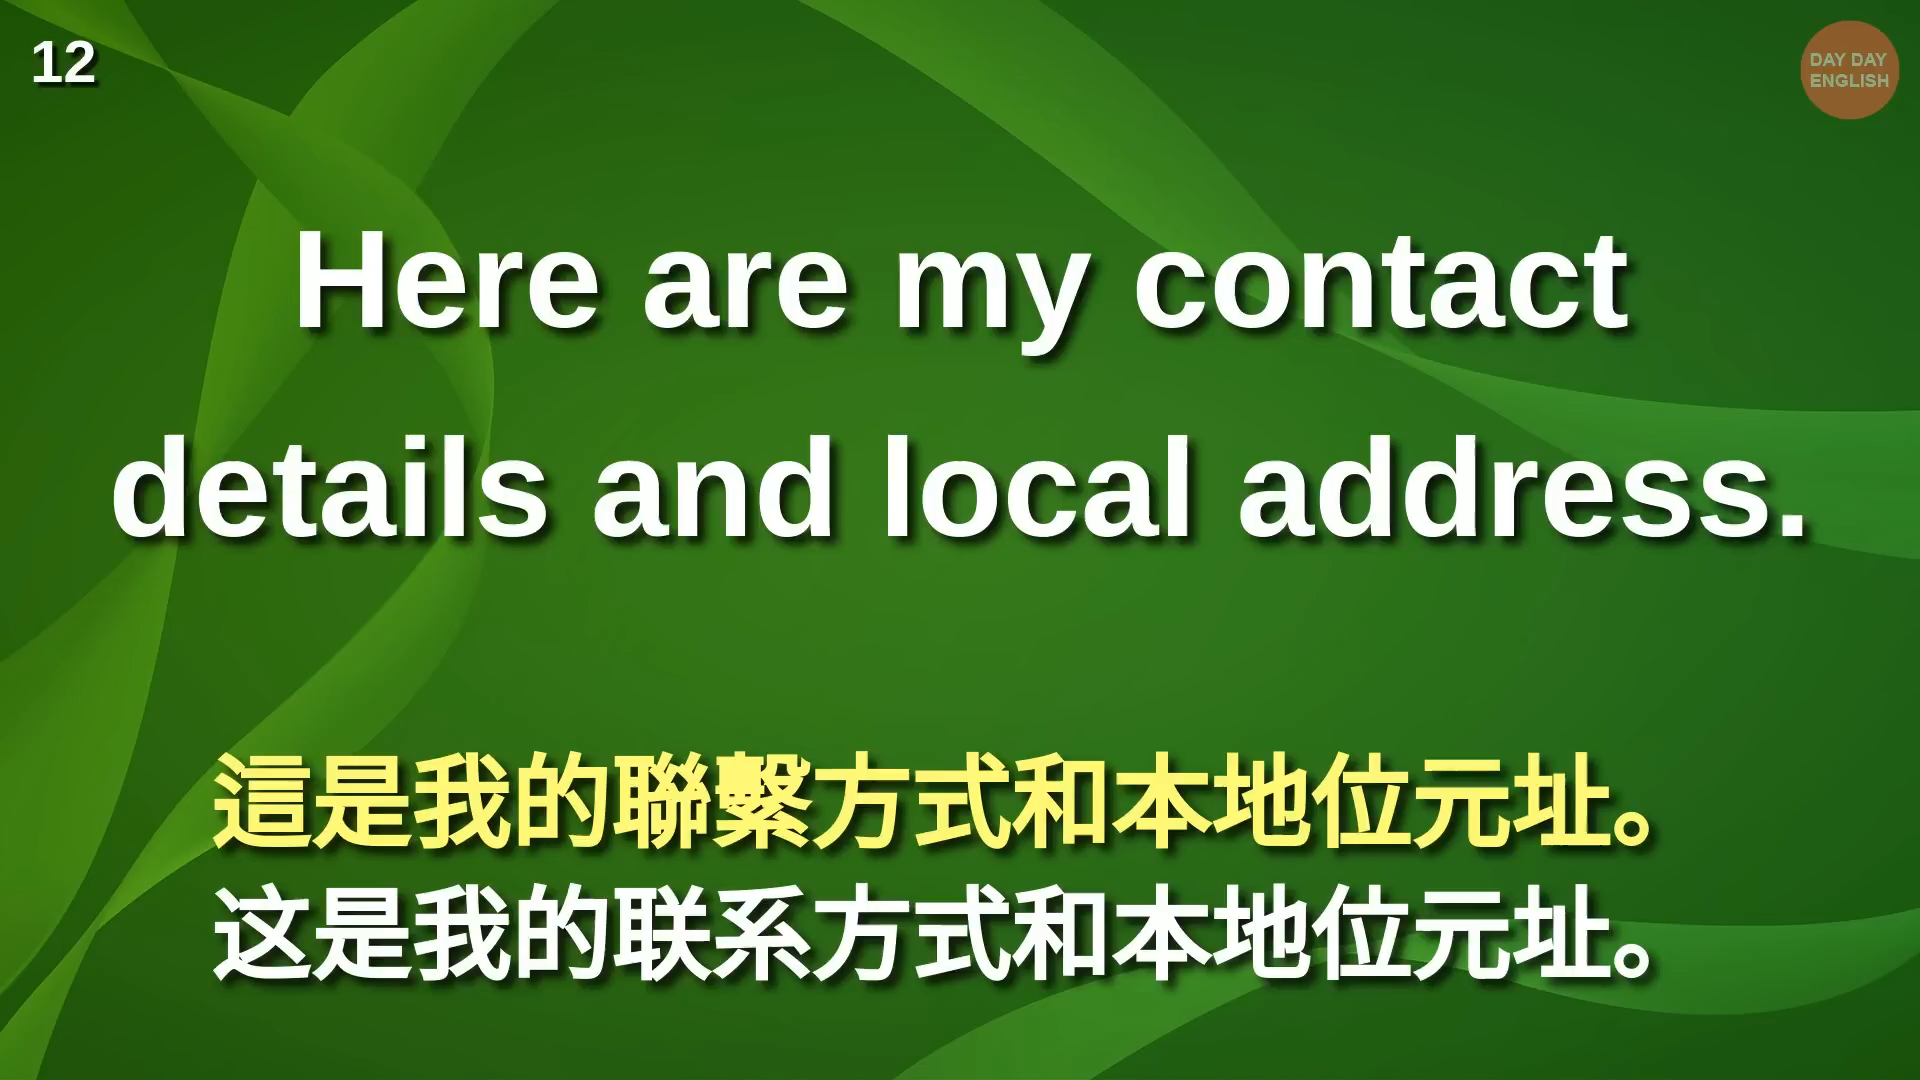 12
DAY DAY
ENGLISH
Here are my contact
details and local address.
這是我的聯繫方式和本地位元址。
这是我的联系方式和本地位元址。